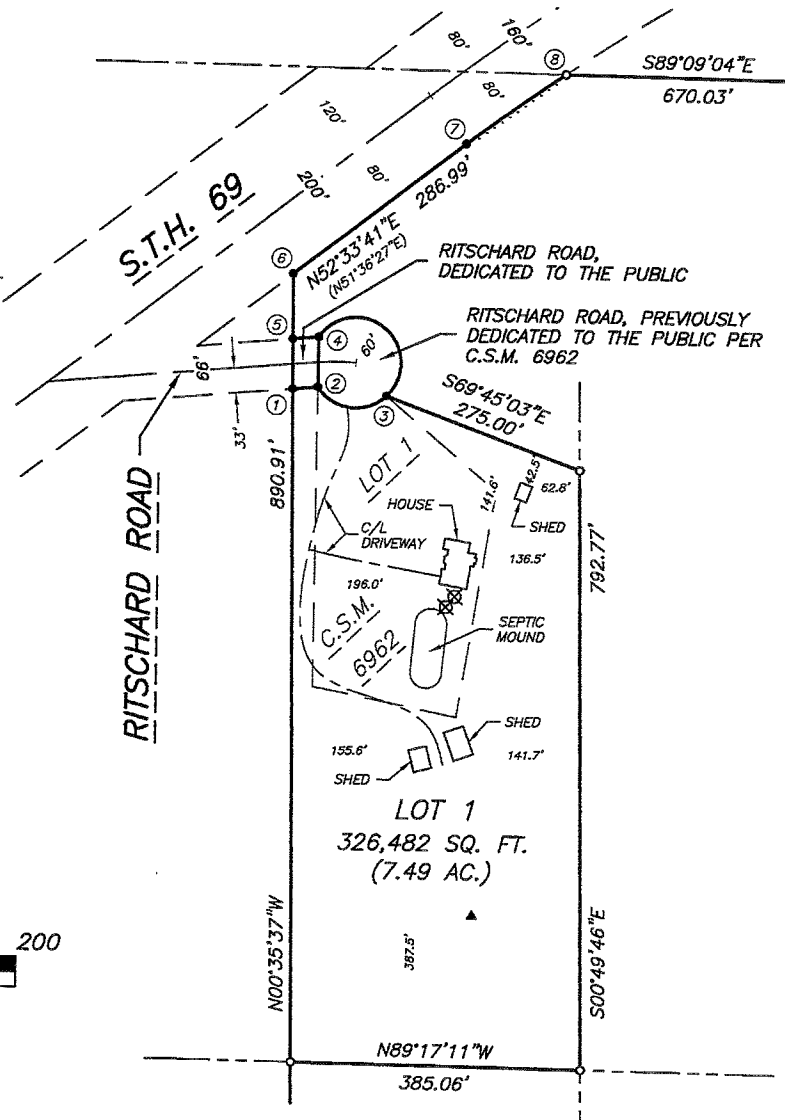 80'
160'
⑧
S89°09'04"E
670.03'
80'
120'
⑦
80'
200'
286.99'
S.T.H. 69
N52°33'41"E
(N51°36'27"E)
RITSCHARD ROAD,
DEDICATED TO THE PUBLIC
⑥
RITSCHARD ROAD, PREVIOUSLY
DEDICATED TO THE PUBLIC PER
C.S.M. 6962
⑤
④
60'
66'
①
②
③
S69°45'03"E
275.00'
33'
890.91'
LOT 1
42.5'
62.8'
141.6'
HOUSE
SHED
C/L
DRIVEWAY
136.5'
792.77'
196.0'
RITSCHARD ROAD
C.S.M.
6962
SEPTIC
MOUND
SHED
155.6'
141.7'
SHED
LOT 1
326,482 SQ. FT.
(7.49 AC.)
200
N00°35'37"W
387.5'
S00°49'46"E
N89°17'11"W
385.06'